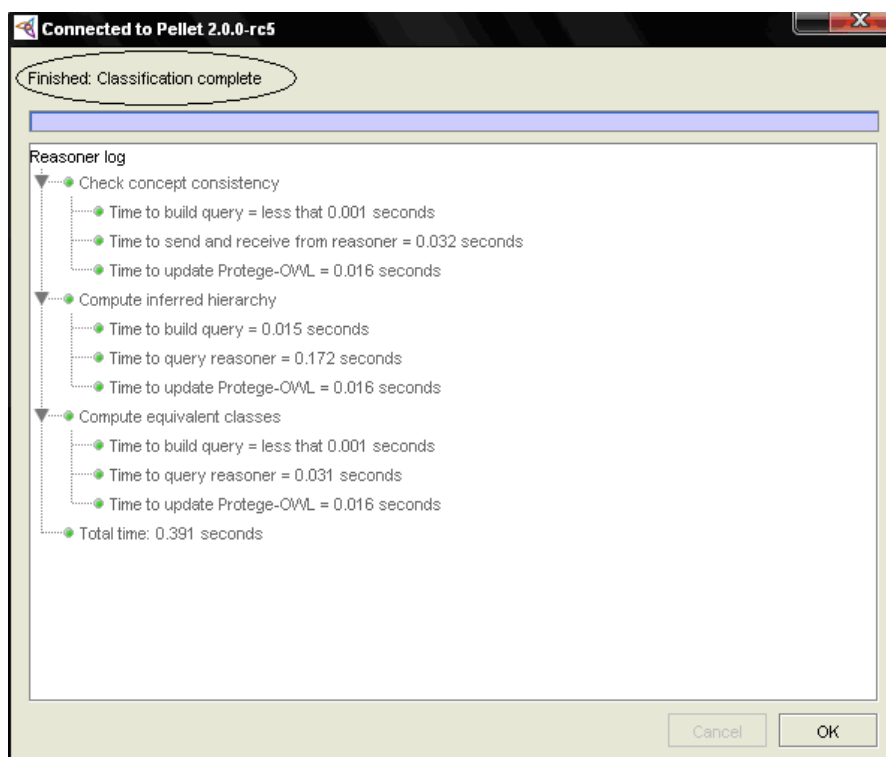 Connected to Pellet 2.0.0-rc5
Finished: Classification complete
Reasoner log
Check concept consistency
Time to build query = less that 0.001 seconds
Time to send and receive from reasoner = 0.032 seconds
Time to update Protege-OWL = 0.016 seconds
Compute inferred hierarchy
Time to build query = 0.015 seconds
Time to query reasoner = 0.172 seconds
Time to update Protege-OWL = 0.016 seconds
Compute equivalent classes
Time to build query = less that 0.001 seconds
Time to query reasoner = 0.031 seconds
Time to update Protege-OWL = 0.016 seconds
Total time: 0.391 seconds
Cancel OK